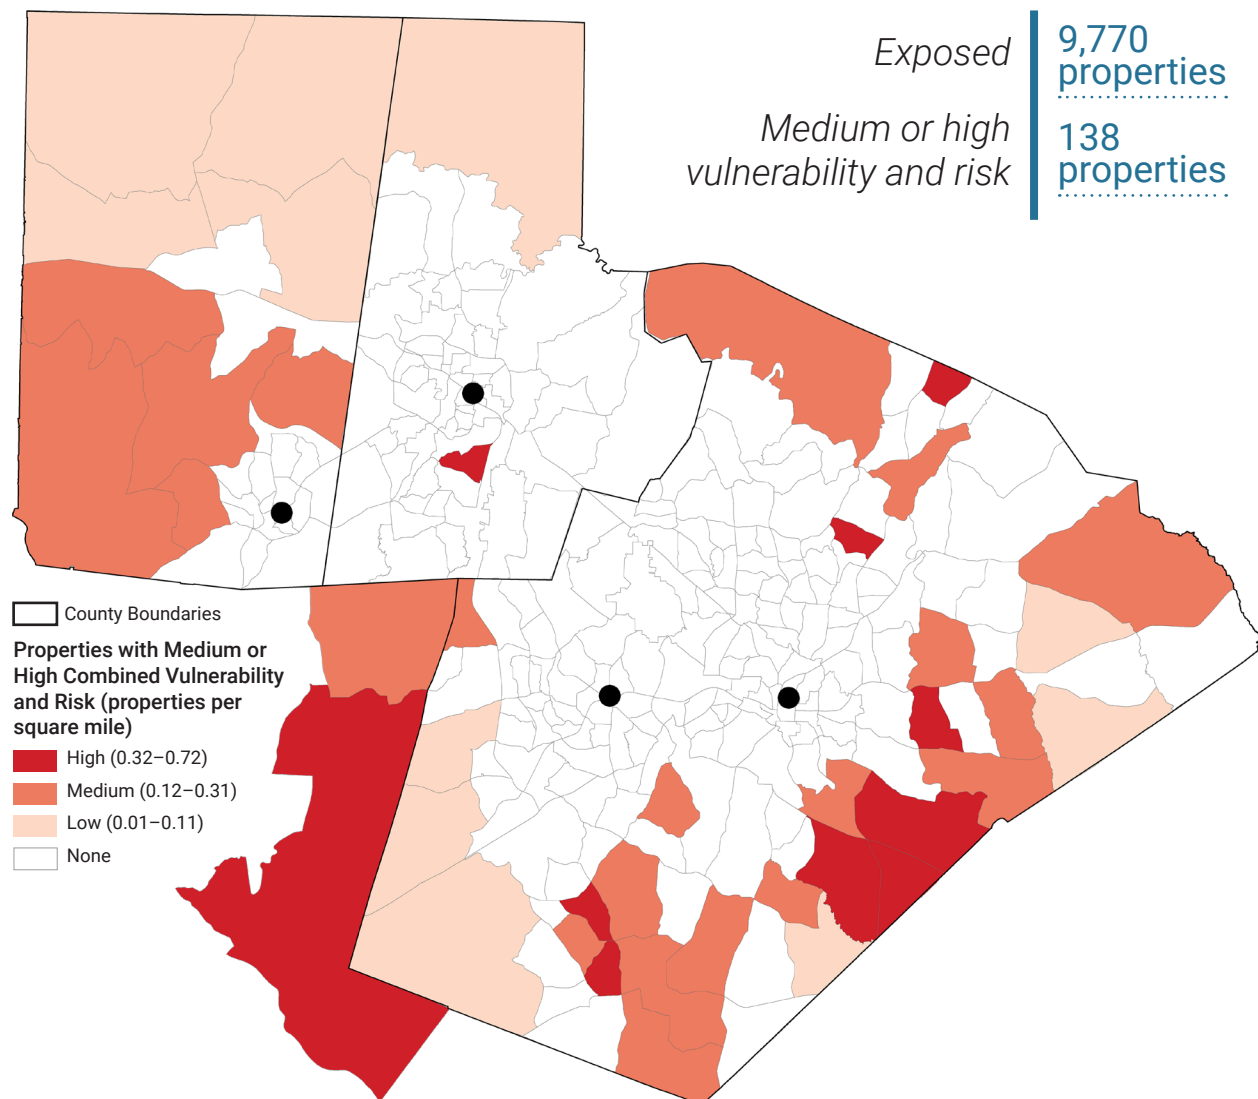 Exposed
9,770
properties
Medium or high
vulnerability and risk
138
properties
County Boundaries
Properties with Medium or
High Combined Vulnerability
and Risk (properties per
square mile)
High (0.32–0.72)
Medium (0.12–0.31)
Low (0.01–0.11)
None